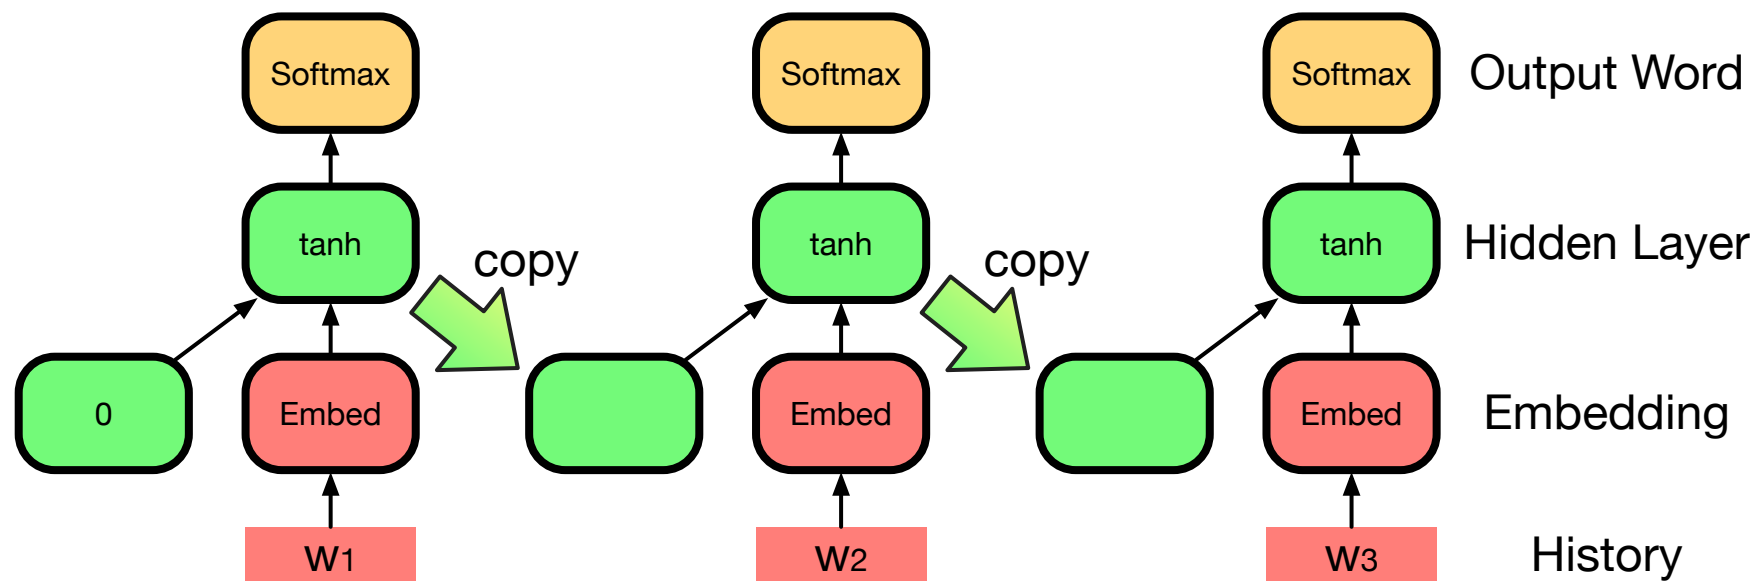 Softmax Softmax Softmax Output Word
tanh tanh tanh Hidden Layer
copy copy
0 Embed Embed Embed Embedding
w1 w2 w3 History